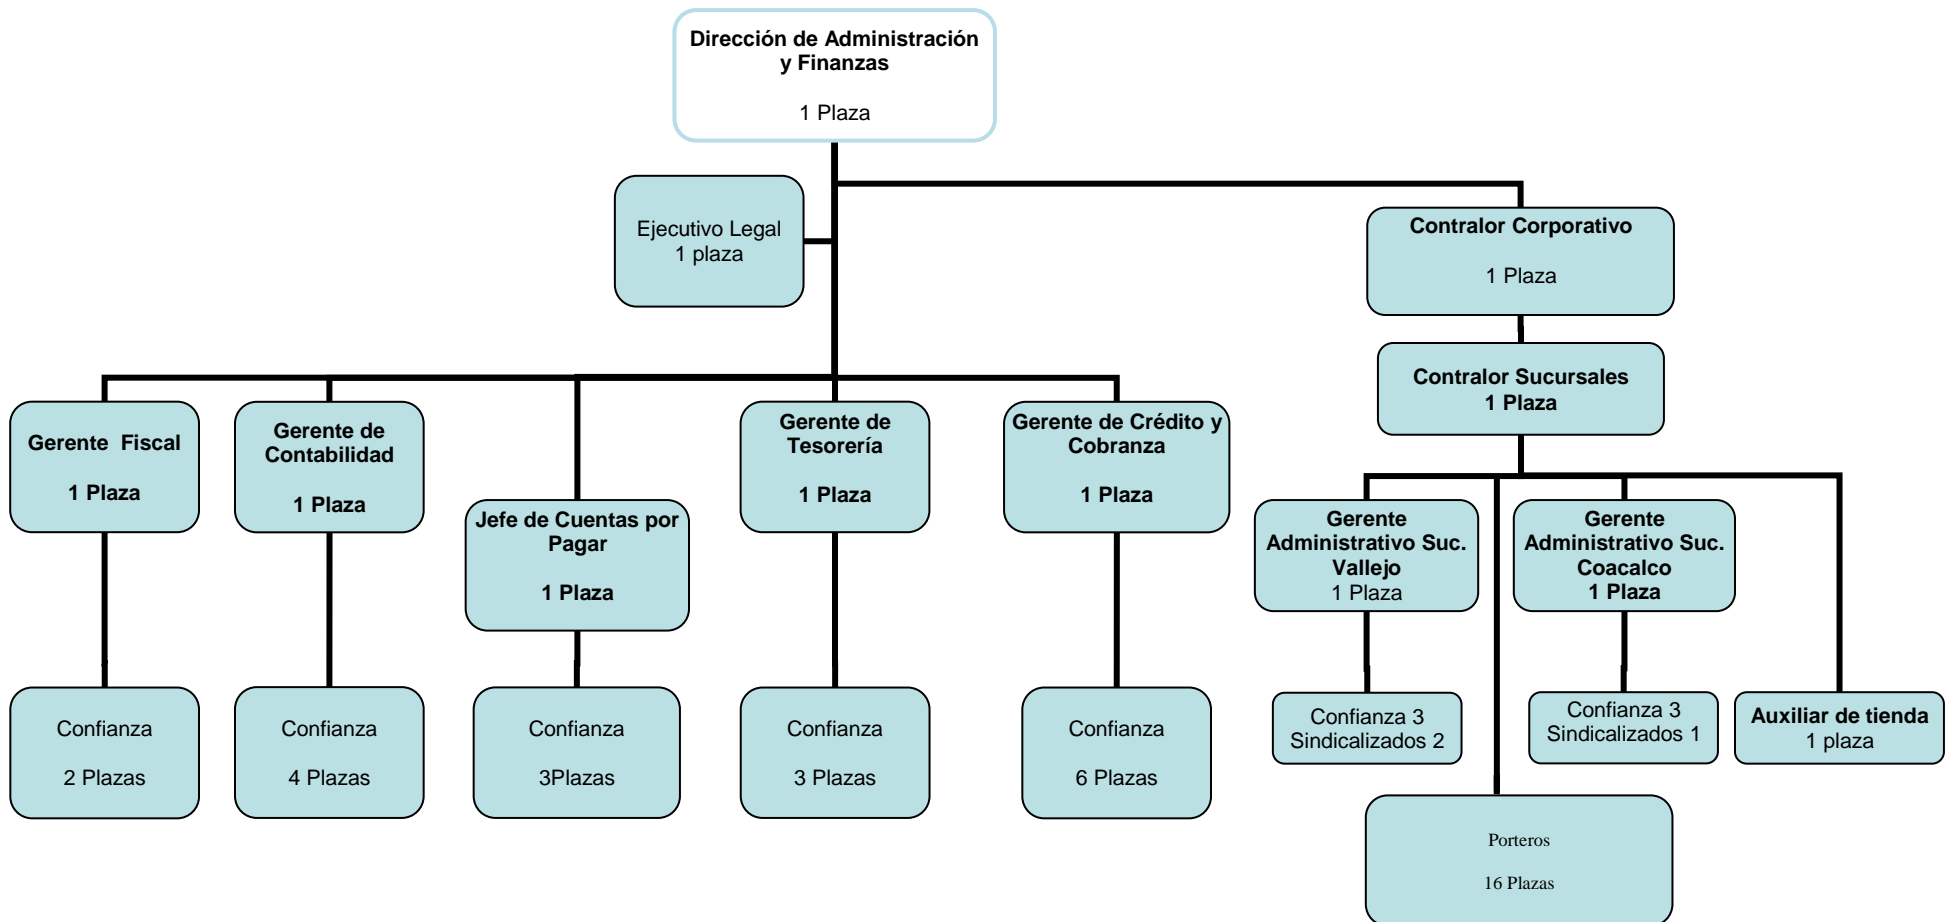 Dirección de Administración
y Finanzas
1 Plaza
Ejecutivo Legal
1 plaza
Contralor Corporativo
1 Plaza
Contralor Sucursales
1 Plaza
Gerente  Fiscal
1 Plaza
Gerente de
Contabilidad
1 Plaza
Jefe de Cuentas por
Pagar
1 Plaza
Gerente de
Tesorería
1 Plaza
Gerente de Crédito y
Cobranza
1 Plaza
Gerente
Administrativo Suc.
Vallejo
1 Plaza
Gerente
Administrativo Suc.
Coacalco
1 Plaza
Confianza
2 Plazas
Confianza
4 Plazas
Confianza
3Plazas
Confianza
3 Plazas
Confianza
6 Plazas
Confianza 3
Sindicalizados 2
Confianza 3
Sindicalizados 1
Auxiliar de tienda
1 plaza
Porteros
16 Plazas